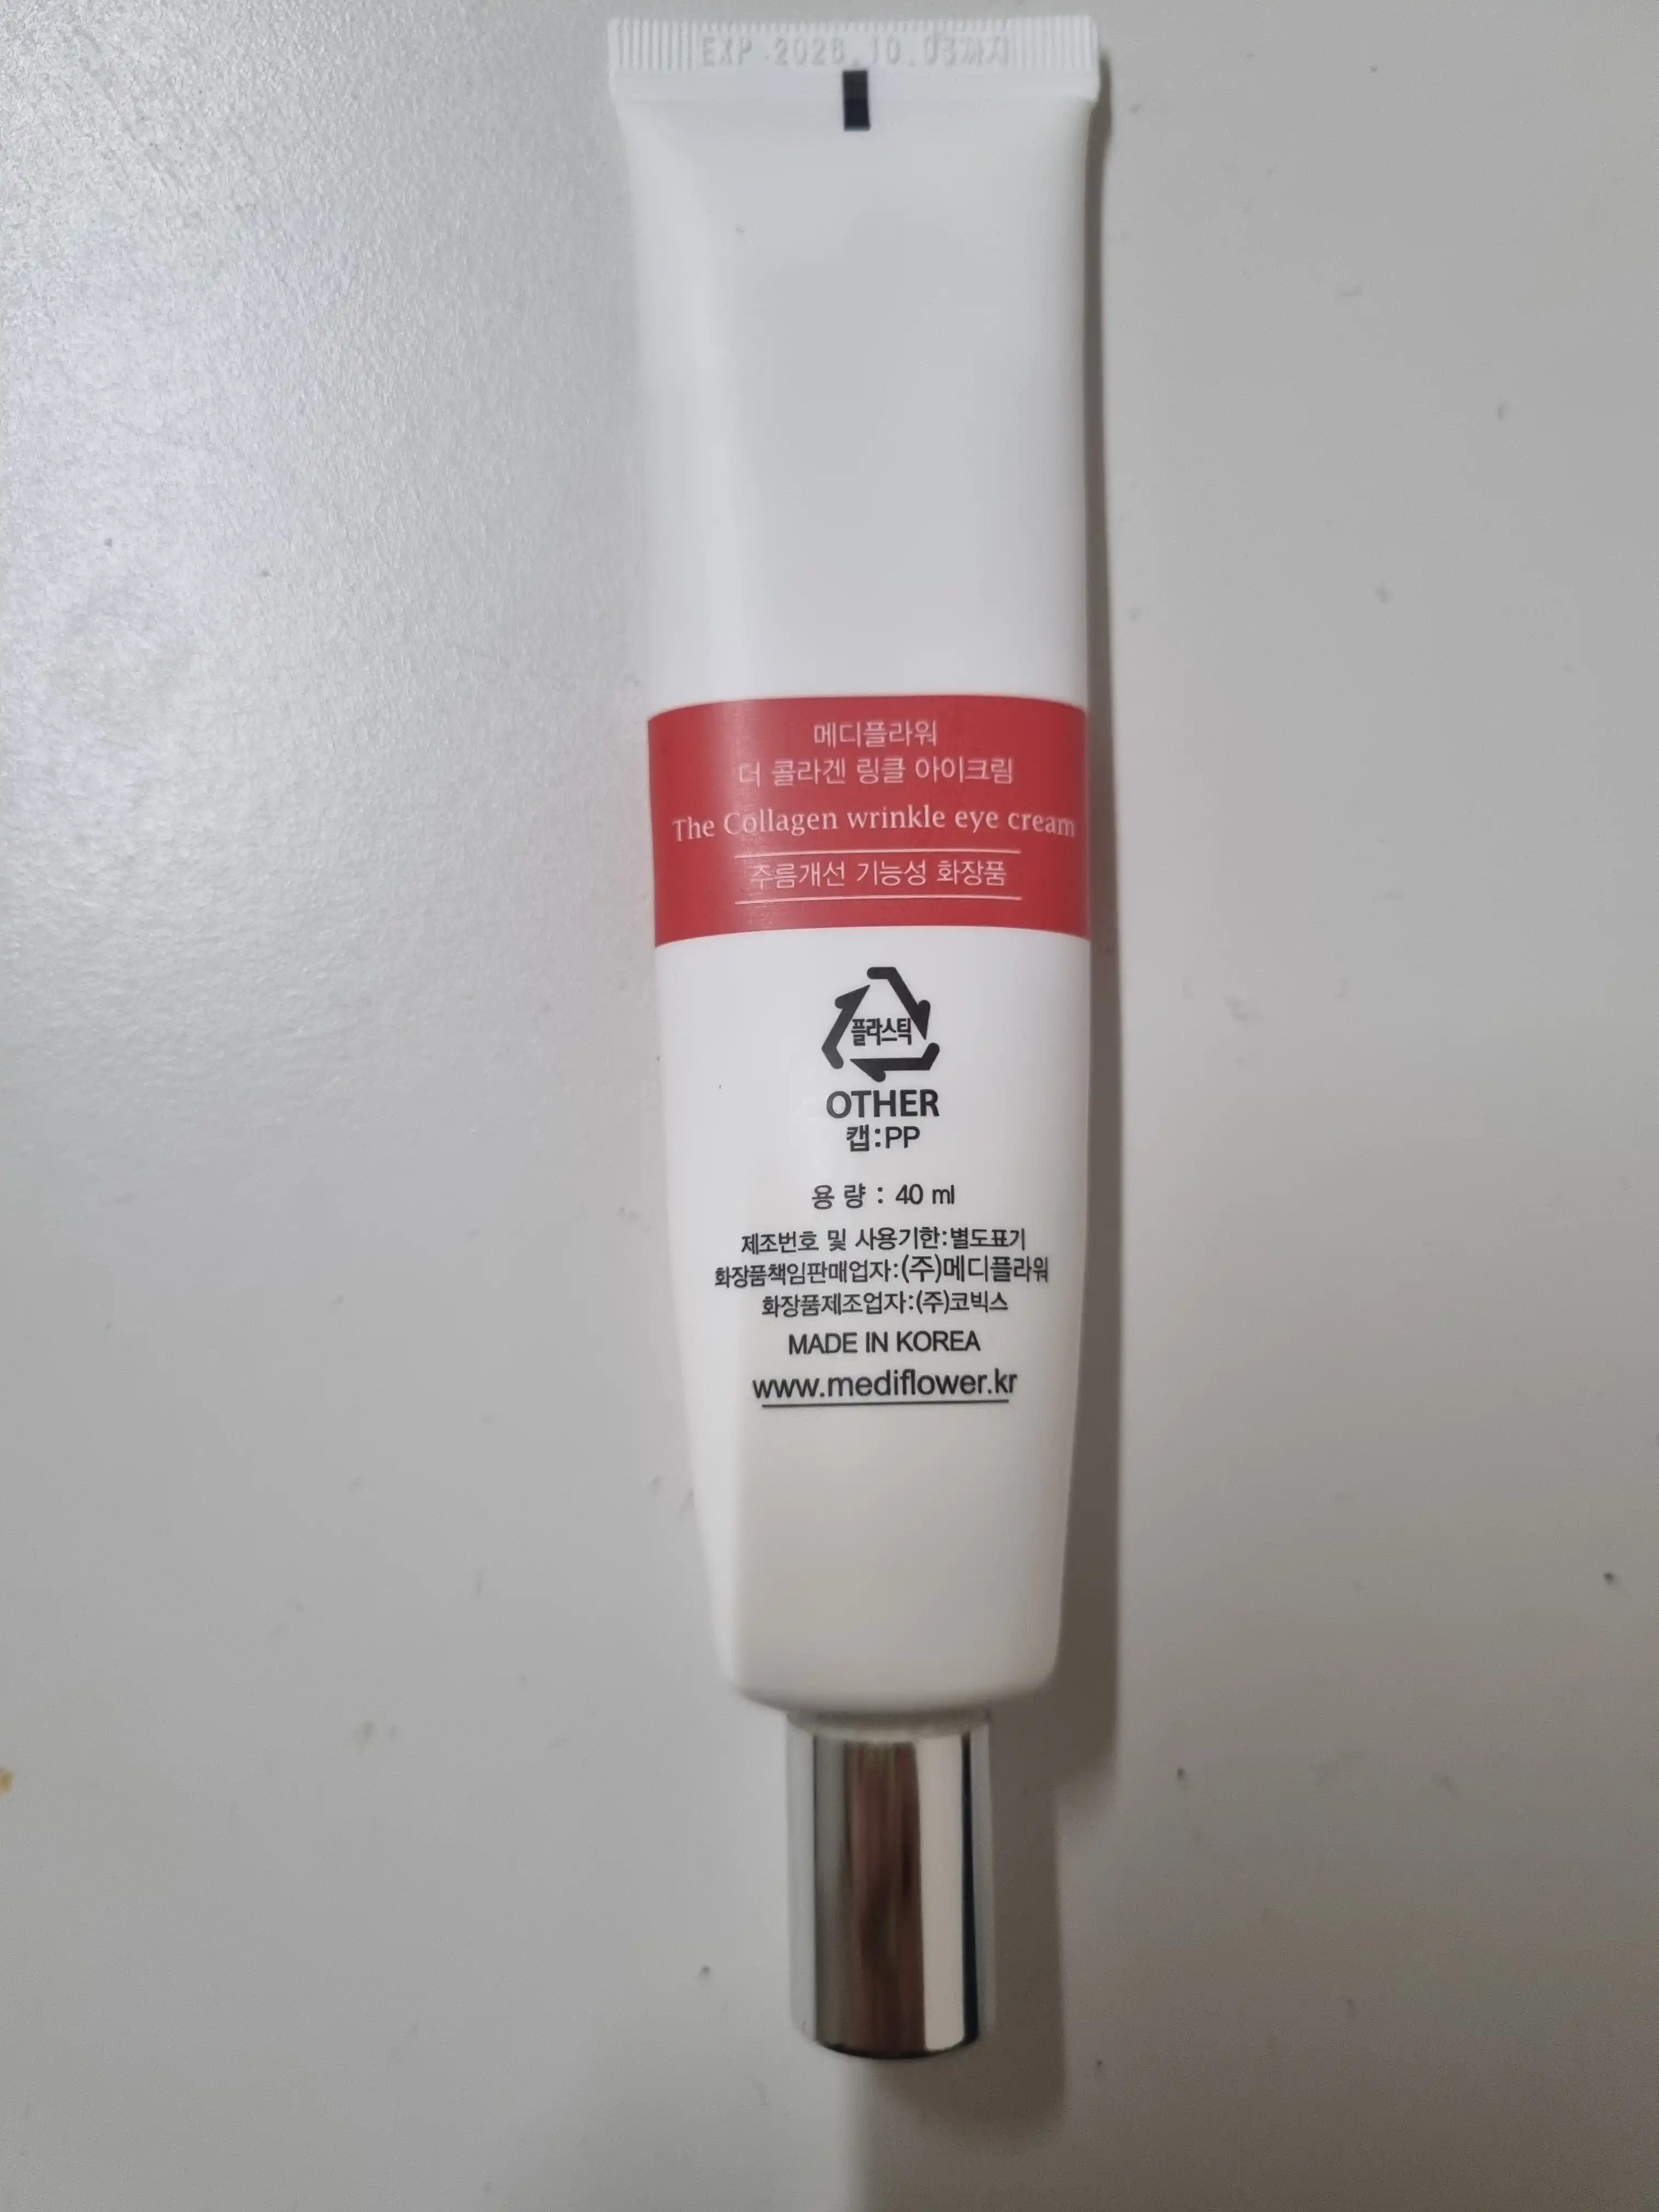 EXP 2026.10.03까지
메디플라워
더 콜라겐 링클 아이크림
The Collagen wrinkle eye cream
주름개선 기능성 화장품
플라스틱
OTHER
캡:PP
용 량 : 40 ml
제조번호 및 사용기한:별도표기
화장품책임판매업자:(주)메디플라워
화장품제조업자:(주)코빅스
MADE IN KOREA
www.mediflower.kr